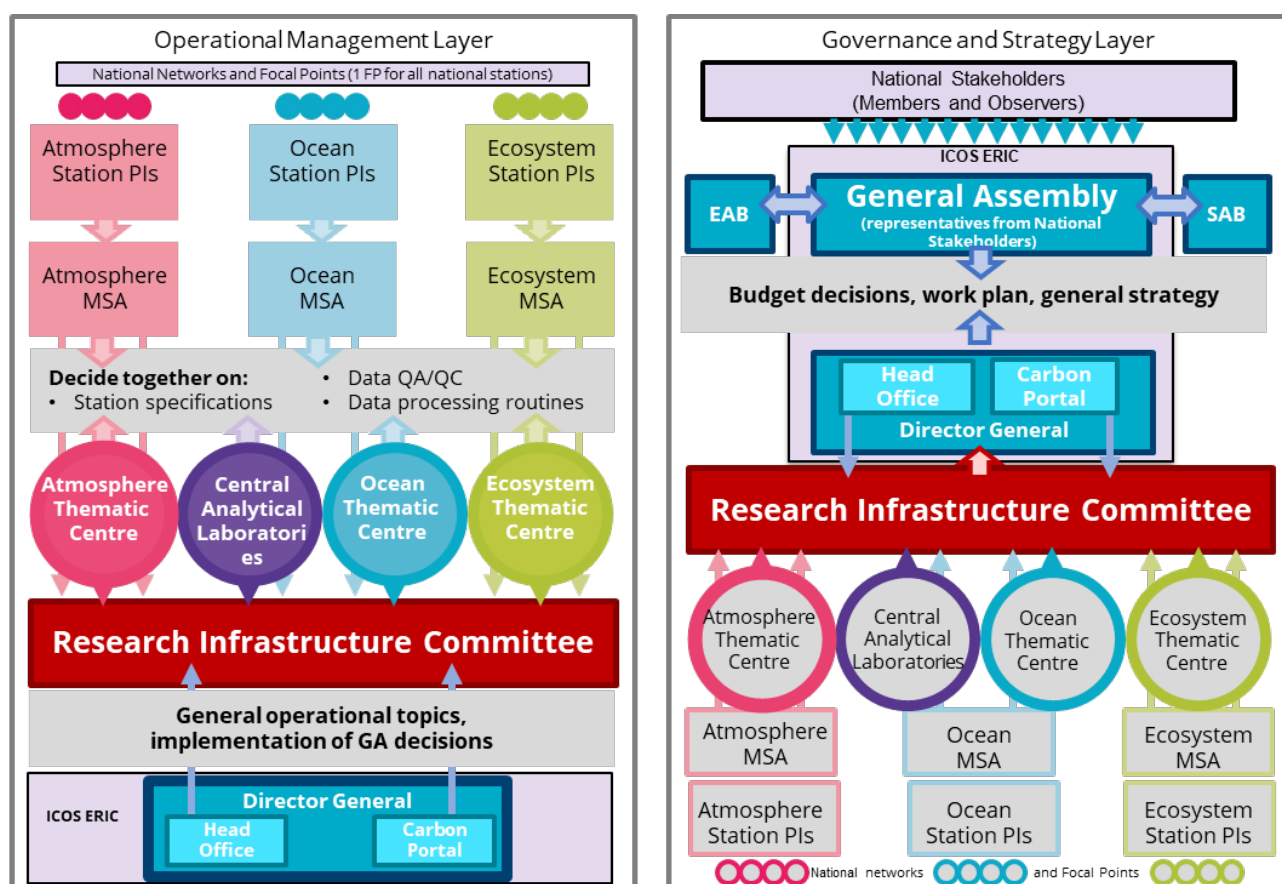 Operational Management Layer
National Networks and Focal Points (1 FP for all national stations)
Atmosphere
Station PIs
Ocean
Station PIs
Ecosystem
Station PIs
Atmosphere
MSA
Ocean
MSA
Ecosystem
MSA
Decide together on:
• Station specifications
• Data QA/QC
• Data processing routines
Atmosphere
Thematic
Centre
Central
Analytical
Laboratori
es
Ocean
Thematic
Centre
Ecosystem
Thematic
Centre
Research Infrastructure Committee
General operational topics,
implementation of GA decisions
ICOS ERIC
Director General
Head
Office
Carbon
Portal
Governance and Strategy Layer
National Stakeholders
(Members and Observers)
ICOS ERIC
EAB
General Assembly
(representatives from National
Stakeholders)
SAB
Budget decisions, work plan, general strategy
Head
Office
Carbon
Portal
Director General
Research Infrastructure Committee
Atmosphere
Thematic
Centre
Central
Analytical
Laboratories
Ocean
Thematic
Centre
Ecosystem
Thematic
Centre
Atmosphere
MSA
Ocean
MSA
Ecosystem
MSA
Atmosphere
Station PIs
Ocean
Station PIs
Ecosystem
Station PIs
National networks and Focal Points